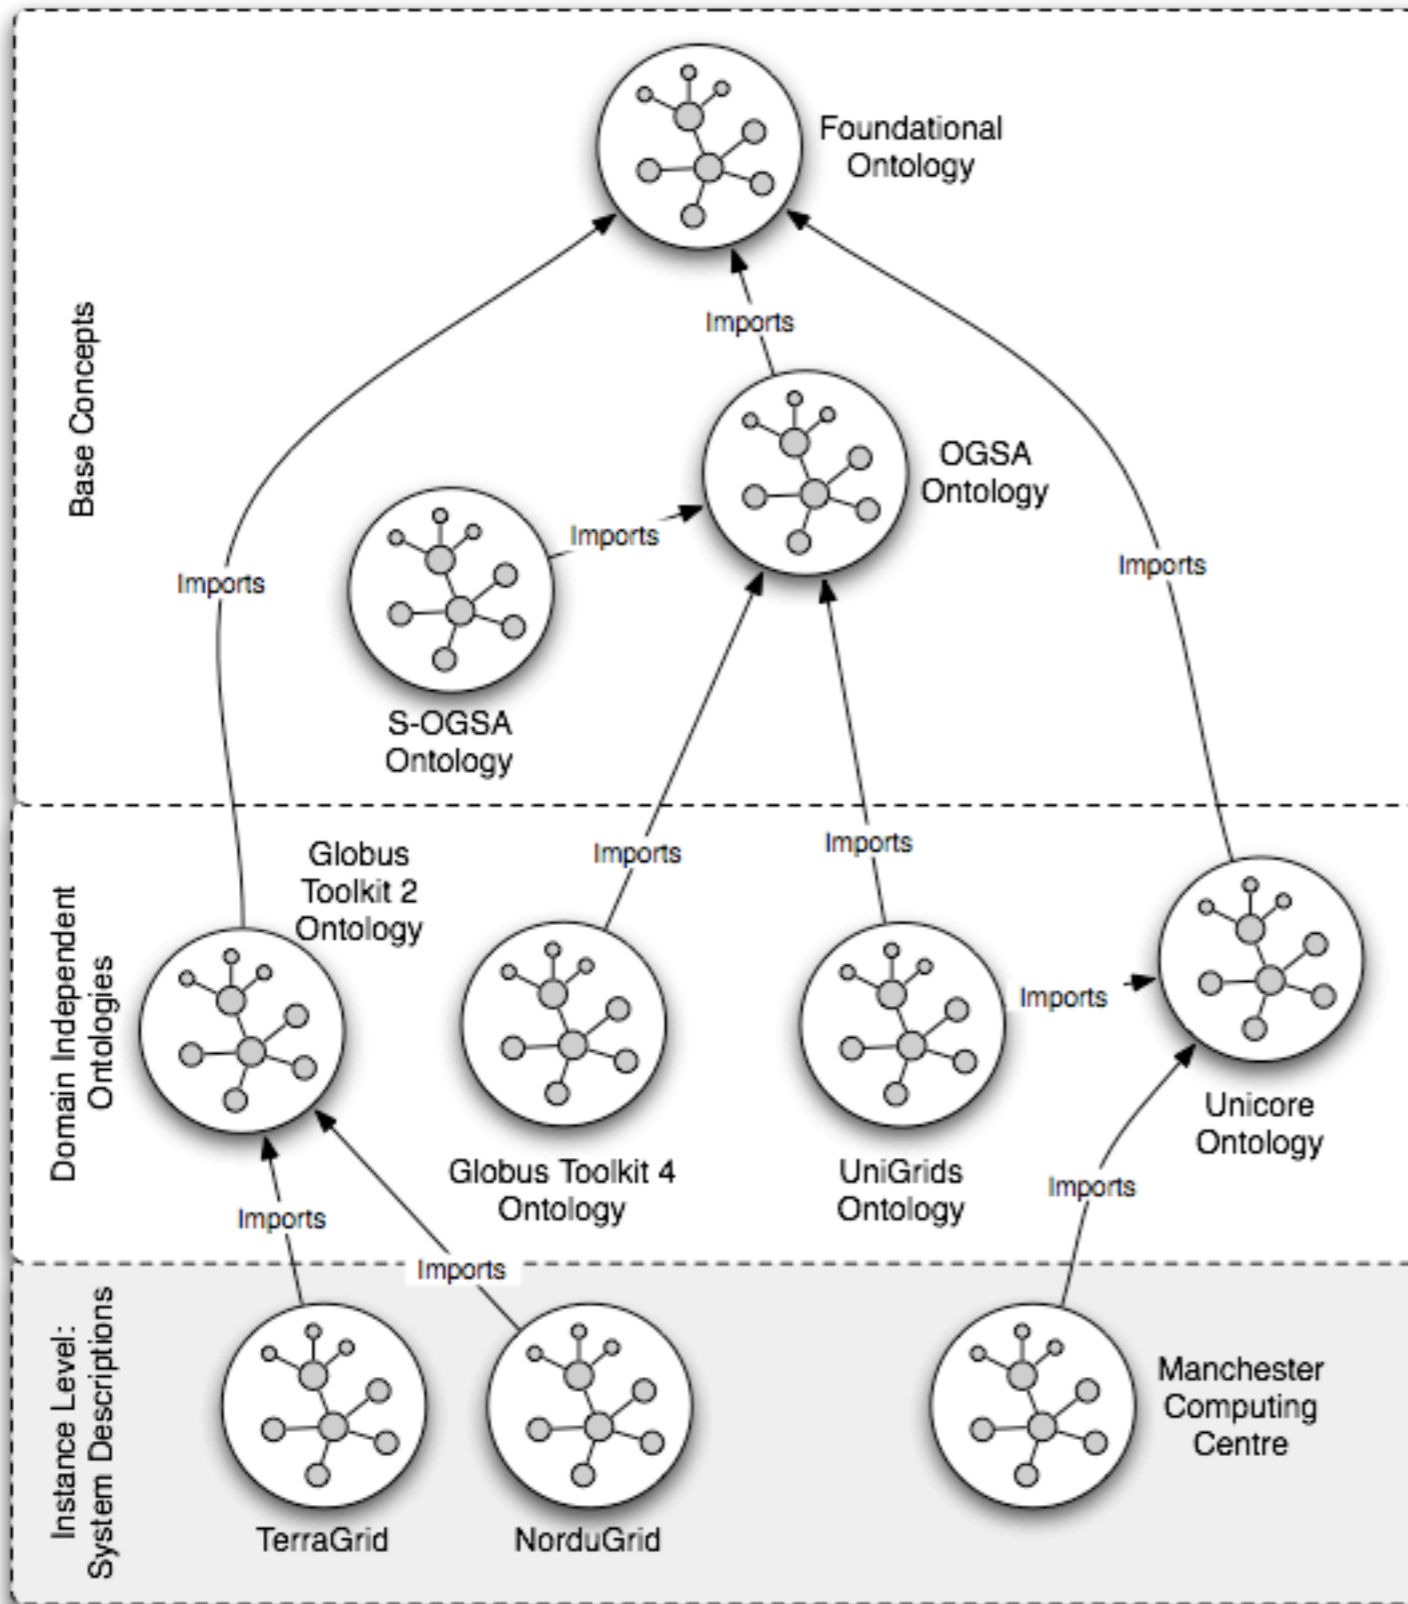 Foundational
Ontology
Imports
Base Concepts
OGSA
Ontology
Imports
Imports
Imports
S-OGSA
Ontology
Domain Independent
Ontologies
Globus
Toolkit 2
Ontology
Imports
Imports
Imports
Unicore
Ontology
Globus Toolkit 4
Ontology
UniGrids
Ontology
Imports
Imports
Imports
Instance Level:
System Descriptions
Manchester
Computing
Centre
TerraGrid
NorduGrid